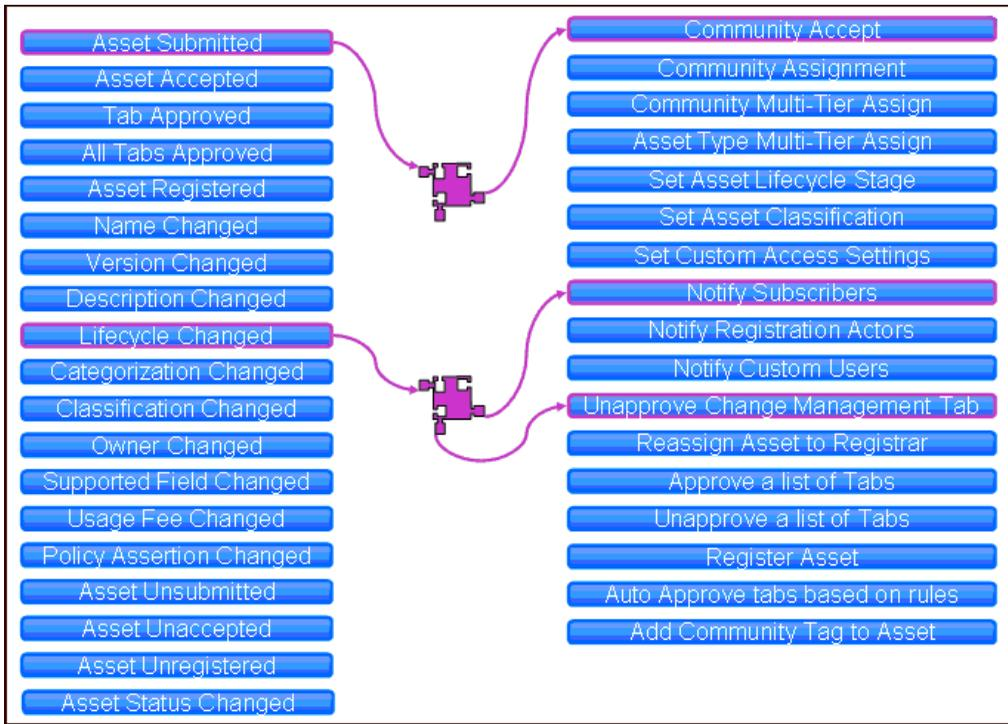 Asset Submitted
Asset Accepted
Tab Approved
All Tabs Approved
Asset Registered
Name Changed
Version Changed
Description Changed
Lifecycle Changed
Categorization Changed
Classification Changed
Owner Changed
Supported Field Changed
Usage Fee Changed
Policy Assertion Changed
Asset Unsubmitted
Asset Unaccepted
Asset Unregistered
Asset Status Changed
Community Accept
Community Assignment
Community Multi-Tier Assign
Asset Type Multi-Tier Assign
Set Asset Lifecycle Stage
Set Asset Classification
Set Custom Access Settings
Notify Subscribers
Notify Registration Actors
Notify Custom Users
Unapprove Change Management Tab
Reassign Asset to Registrar
Approve a list of Tabs
Unapprove a list of Tabs
Register Asset
Auto Approve tabs based on rules
Add Community Tag to Asset